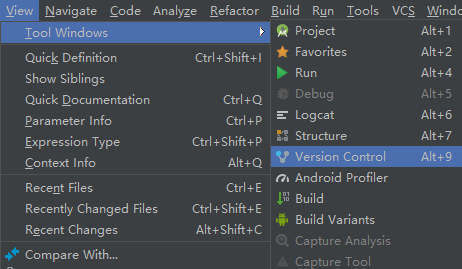 View Navigate Code Analyze Refactor Build Run Tools VCS
Tool Windows
Quick Definition Ctrl+Shift+I
Show Siblings
Quick Documentation Ctrl+Q
Parameter Info Ctrl+P
Expression Type Ctrl+Shift+P
Context Info Alt+Q
Recent Files Ctrl+E
Recently Changed Files Ctrl+Shift+E
Recent Changes Alt+Shift+C
Compare With...
Project Alt+1
Favorites Alt+2
Run Alt+4
Debug Alt+5
Logcat Alt+6
Structure Alt+7
Version Control Alt+9
Android Profiler
Build
Build Variants
Capture Analysis
Capture Tool